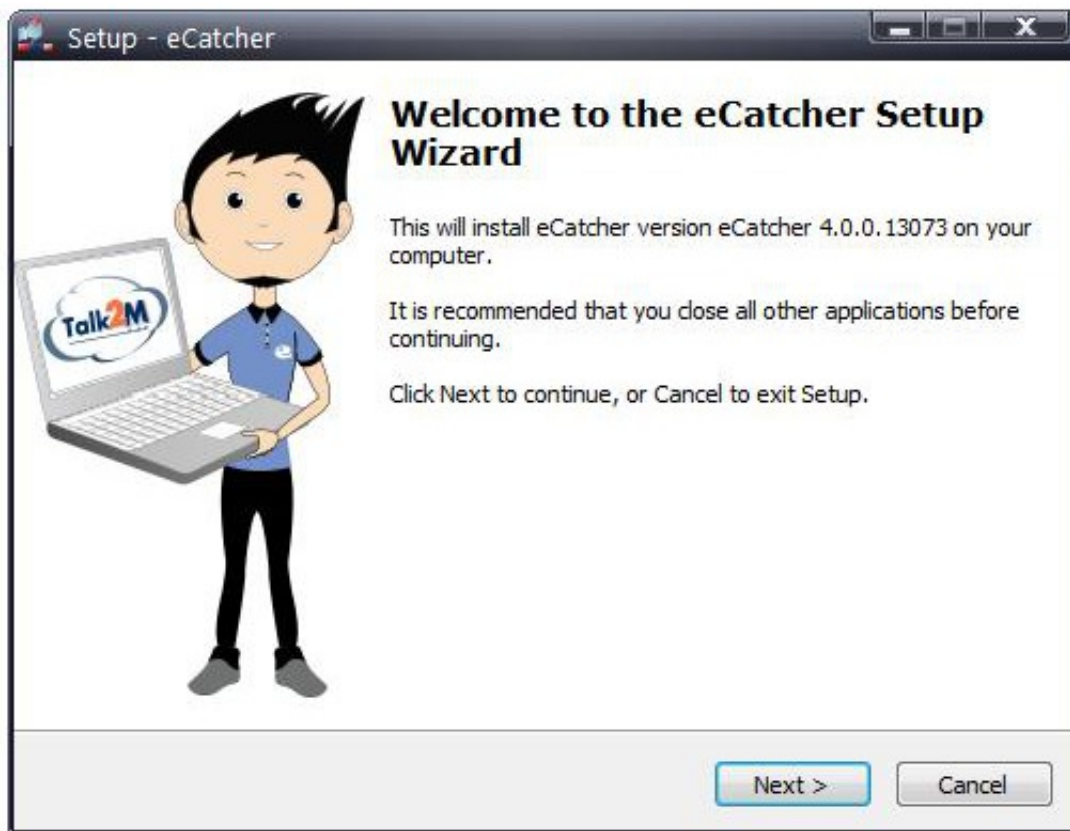 Setup - eCatcher
Welcome to the eCatcher Setup
Wizard
This will install eCatcher version eCatcher 4.0.0.13073 on your
computer.
It is recommended that you close all other applications before
continuing.
Click Next to continue, or Cancel to exit Setup.
Talk2M
Next >
Cancel